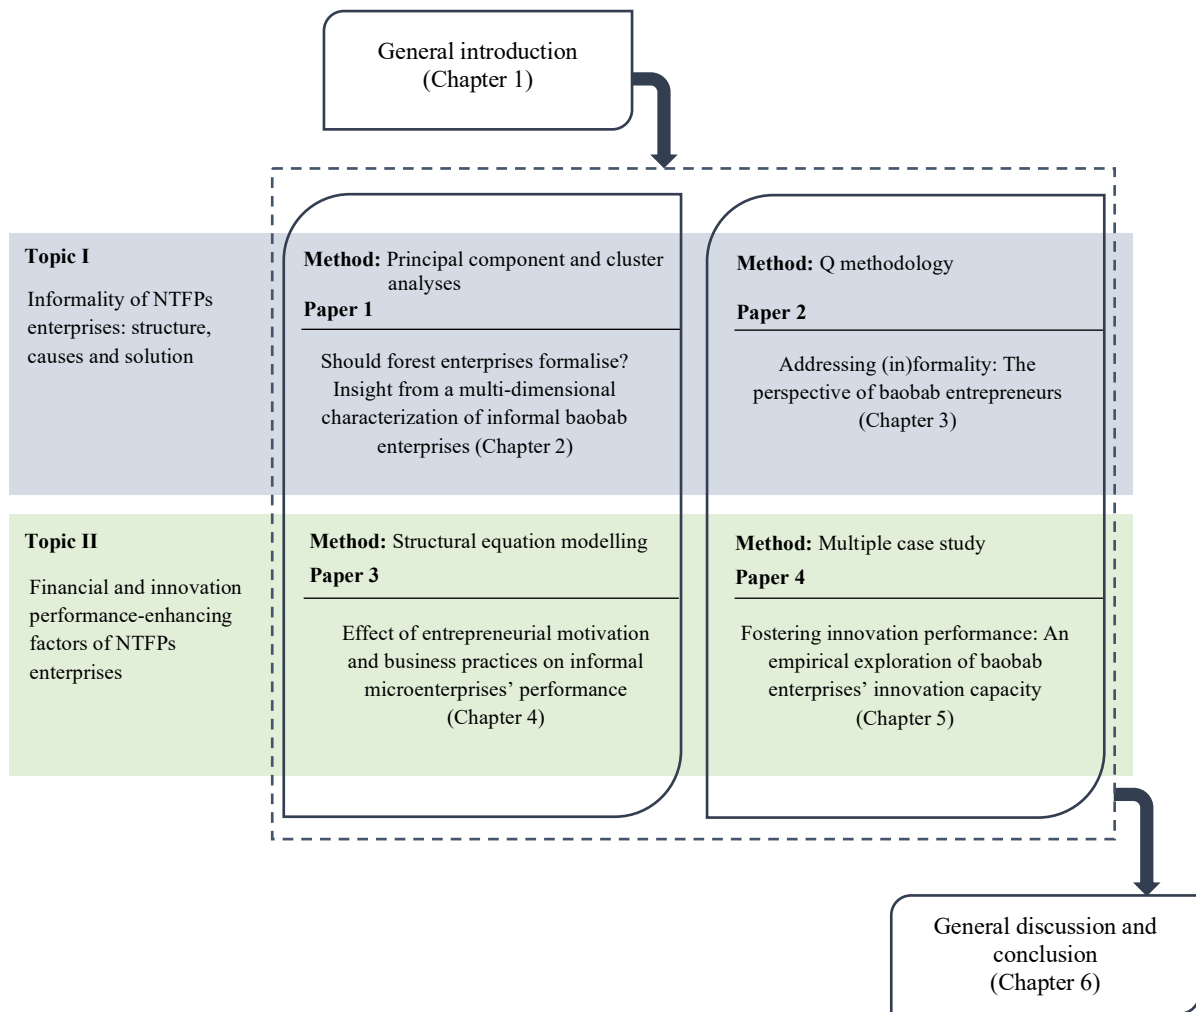 General introduction
(Chapter 1)
Topic I
Informality of NTFPs
enterprises: structure,
causes and solution
Method: Principal component and cluster
analyses
Paper 1
Should forest enterprises formalise?
Insight from a multi-dimensional
characterization of informal baobab
enterprises (Chapter 2)
Method: Q methodology
Paper 2
Addressing (in)formality: The
perspective of baobab entrepreneurs
(Chapter 3)
Topic II
Financial and innovation
performance-enhancing
factors of NTFPs
enterprises
Method: Structural equation modelling
Paper 3
Effect of entrepreneurial motivation
and business practices on informal
microenterprises’ performance
(Chapter 4)
Method: Multiple case study
Paper 4
Fostering innovation performance: An
empirical exploration of baobab
enterprises’ innovation capacity
(Chapter 5)
General discussion and
conclusion
(Chapter 6)